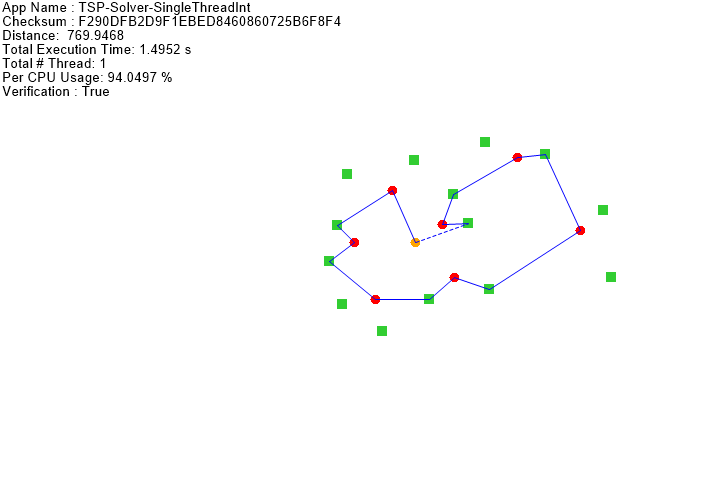 App Name : TSP-Solver-SingleThreadInt
Checksum : F290DFB2D9F1EBED8460860725B6F8F4
Distance:  769.9468
Total Execution Time: 1.4952 s
Total # Thread: 1
Per CPU Usage: 94.0497 %
Verification : True